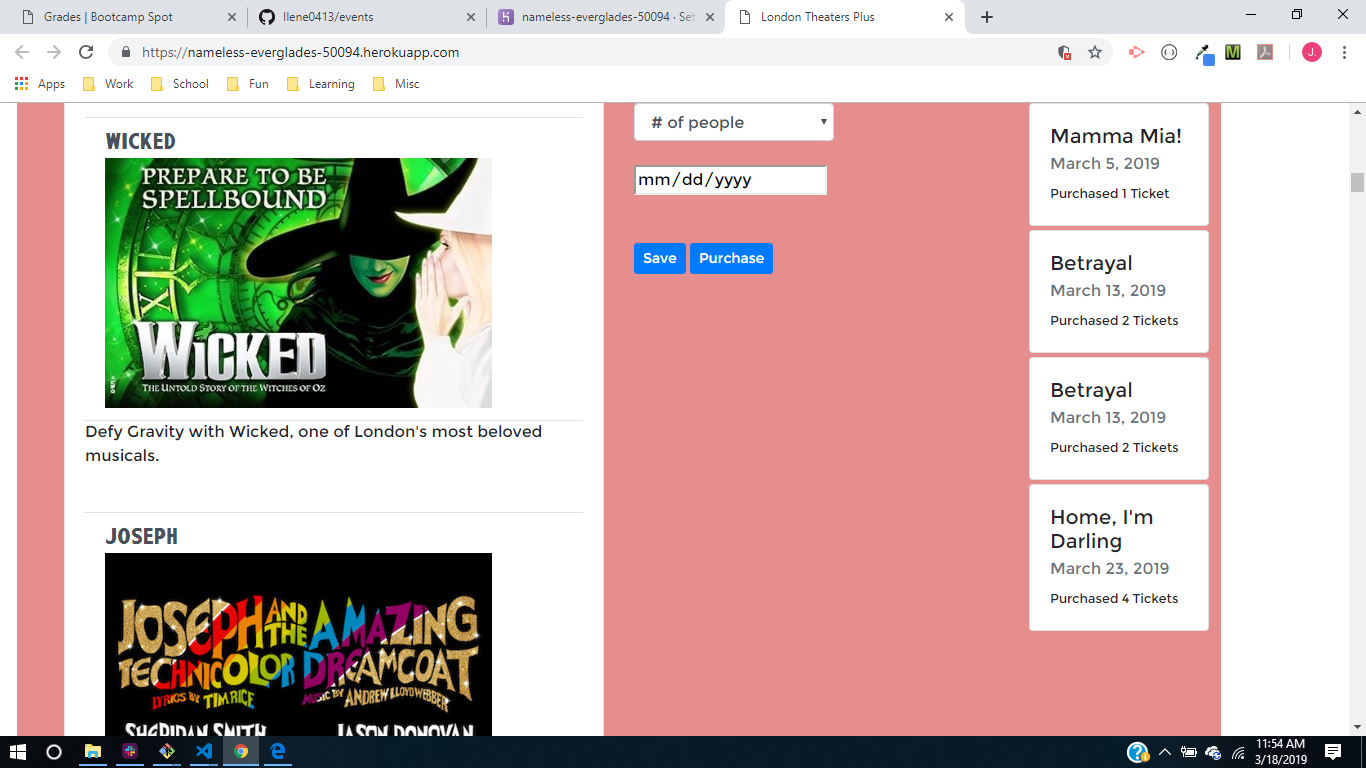 Grades | Bootcamp Spot
llene0413/events
nameless-everglades-50094 · Set
London Theaters Plus
https://nameless-everglades-50094.herokuapp.com
J.
Apps
Work
School
Fun
Learning
Misc
WICKED
PREPARE TO BE
SPELLBOUND
WICKED
THE UNTOLD STORY OF THE WITCHES OF OZ
Defy Gravity with Wicked, one of London's most beloved
musicals.
JOSEPH
JOSEPH AND THE AMAZING
TECHNICOLOR DREAMCOAT
LYRICS BY TIM RICE MUSIC BY ANDREW LLOYD WEBBER
SHERIDAN SMITH JASON DONOVAN
# of people
mm/dd/yyyy
Save Purchase
Mamma Mia!
March 5, 2019
Purchased 1 Ticket
Betrayal
March 13, 2019
Purchased 2 Tickets
Betrayal
March 13, 2019
Purchased 2 Tickets
Home, I'm
Darling
March 23, 2019
Purchased 4 Tickets
11:54 AM
3/18/2019